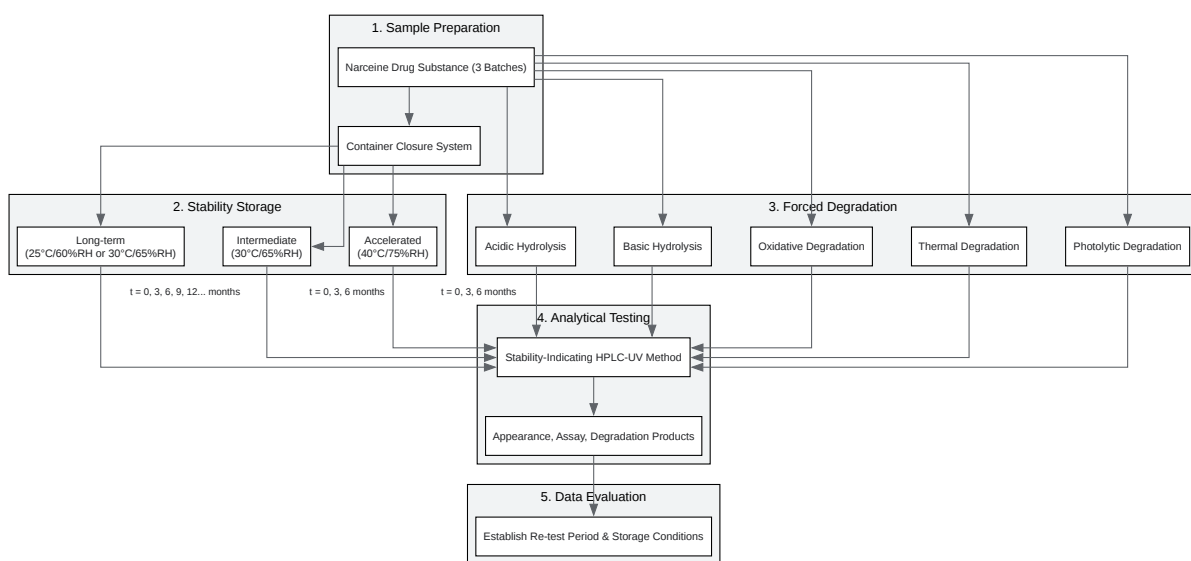 1. Sample Preparation
Narceine Drug Substance (3 Batches)
Container Closure System
2. Stability Storage
Long-term
(25°C/60%RH or 30°C/65%RH)
Intermediate
(30°C/65%RH)
Accelerated
(40°C/75%RH)
3. Forced Degradation
Acidic Hydrolysis
Basic Hydrolysis
Oxidative Degradation
Thermal Degradation
Photolytic Degradation
t = 0, 3, 6, 9, 12... months
t = 0, 3, 6 months
t = 0, 3, 6 months
4. Analytical Testing
Stability-Indicating HPLC-UV Method
Appearance, Assay, Degradation Products
5. Data Evaluation
Establish Re-test Period & Storage Conditions